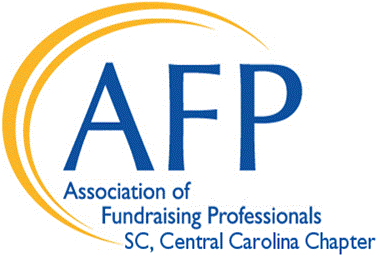 AFP
Association of
Fundraising Professionals
SC, Central Carolina Chapter